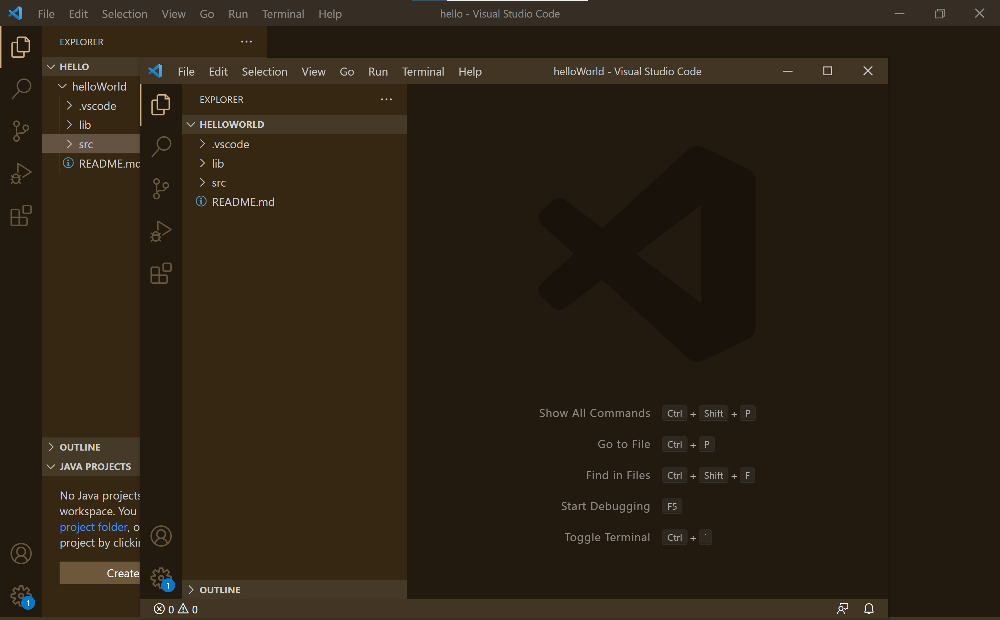 File Edit Selection View Go Run Terminal Help hello - Visual Studio Code
EXPLORER
HELLO
helloWorld
.vscode
lib
src
README.md
OUTLINE
JAVA PROJECTS
No Java projects
workspace. You
project folder, o
project by clickin
Create
1
File Edit Selection View Go Run Terminal Help helloWorld - Visual Studio Code
EXPLORER
HELLOWORLD
.vscode
lib
src
README.md
OUTLINE
1
Show All Commands Ctrl + Shift + P
Go to File Ctrl + P
Find in Files Ctrl + Shift + F
Start Debugging F5
Toggle Terminal Ctrl + `
0 0